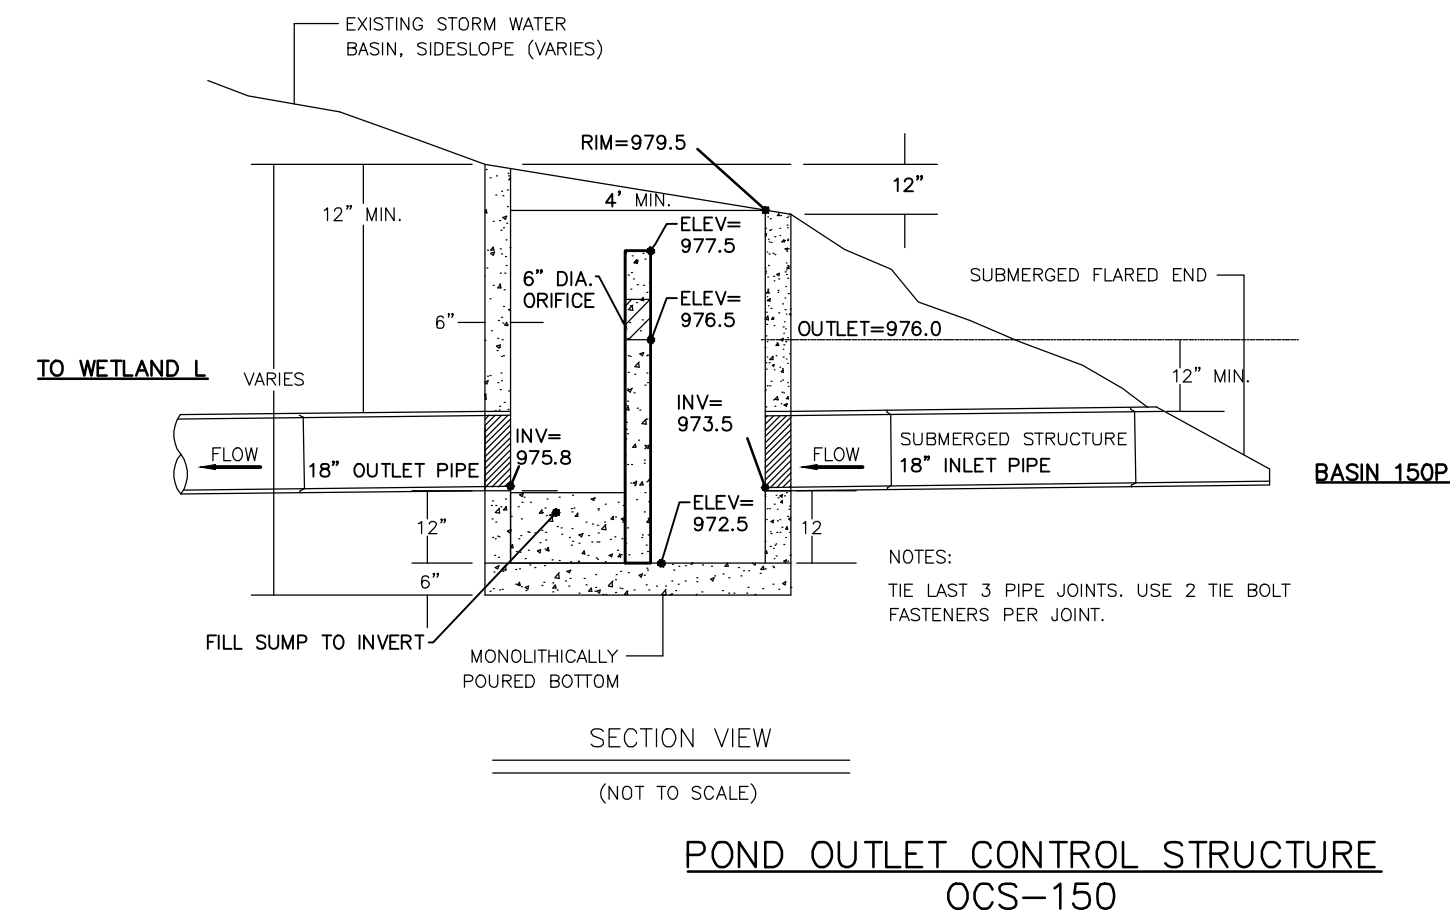 EXISTING STORM WATER
BASIN, SIDESLOPE (VARIES)
RIM=979.5
12"
12" MIN.
4' MIN.
ELEV=
977.5
6" DIA.
ORIFICE
ELEV=
976.5
SUBMERGED FLARED END
6"
OUTLET=976.0
TO WETLAND L
VARIES
12" MIN.
INV=
973.5
INV=
975.8
FLOW
18" OUTLET PIPE
FLOW
SUBMERGED STRUCTURE
18" INLET PIPE
BASIN 150P
ELEV=
972.5
12"
12
6"
NOTES:
TIE LAST 3 PIPE JOINTS. USE 2 TIE BOLT
FASTENERS PER JOINT.
FILL SUMP TO INVERT
MONOLITHICALLY
POURED BOTTOM
SECTION VIEW
(NOT TO SCALE)
POND OUTLET CONTROL STRUCTURE
OCS-150